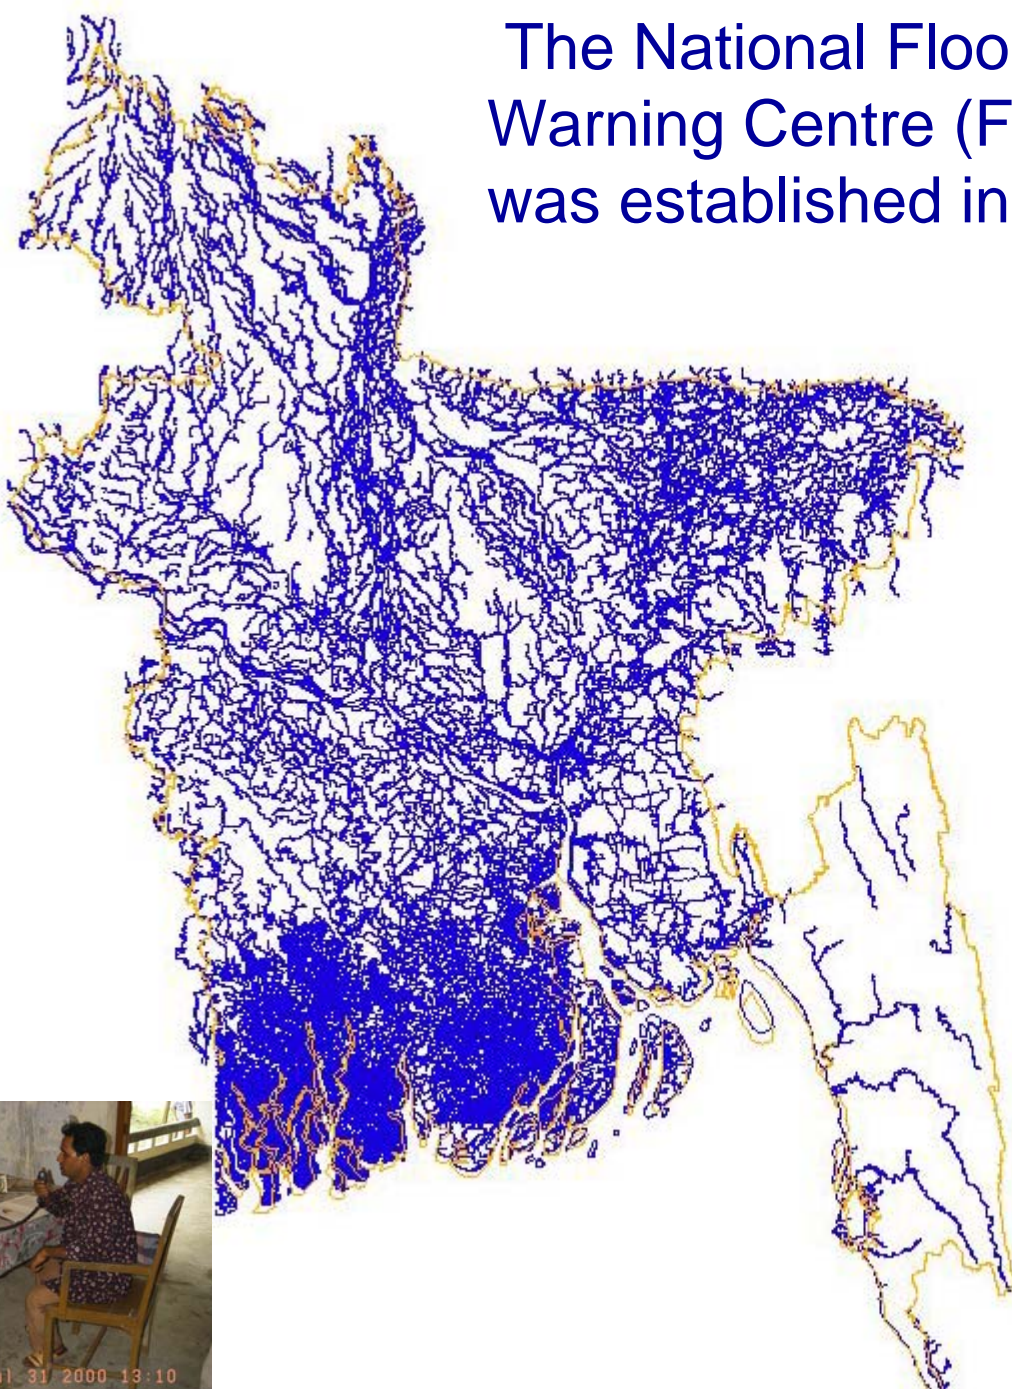 The National Floo
Warning Centre (F
was established in
31 2000 13:10